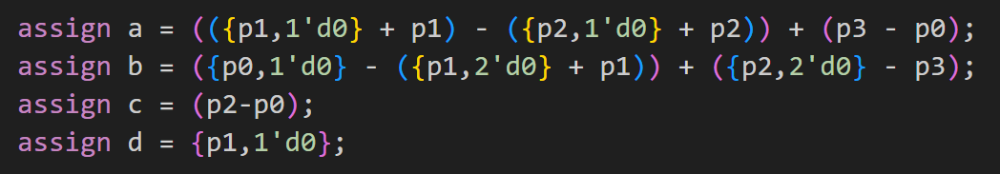 assign a = (({p1,1'd0} + p1) - ({p2,1'd0} + p2)) + (p3 - p0);
assign b = ({p0,1'd0} - ({p1,2'd0} + p1)) + ({p2,2'd0} - p3);
assign c = (p2-p0);
assign d = {p1,1'd0};